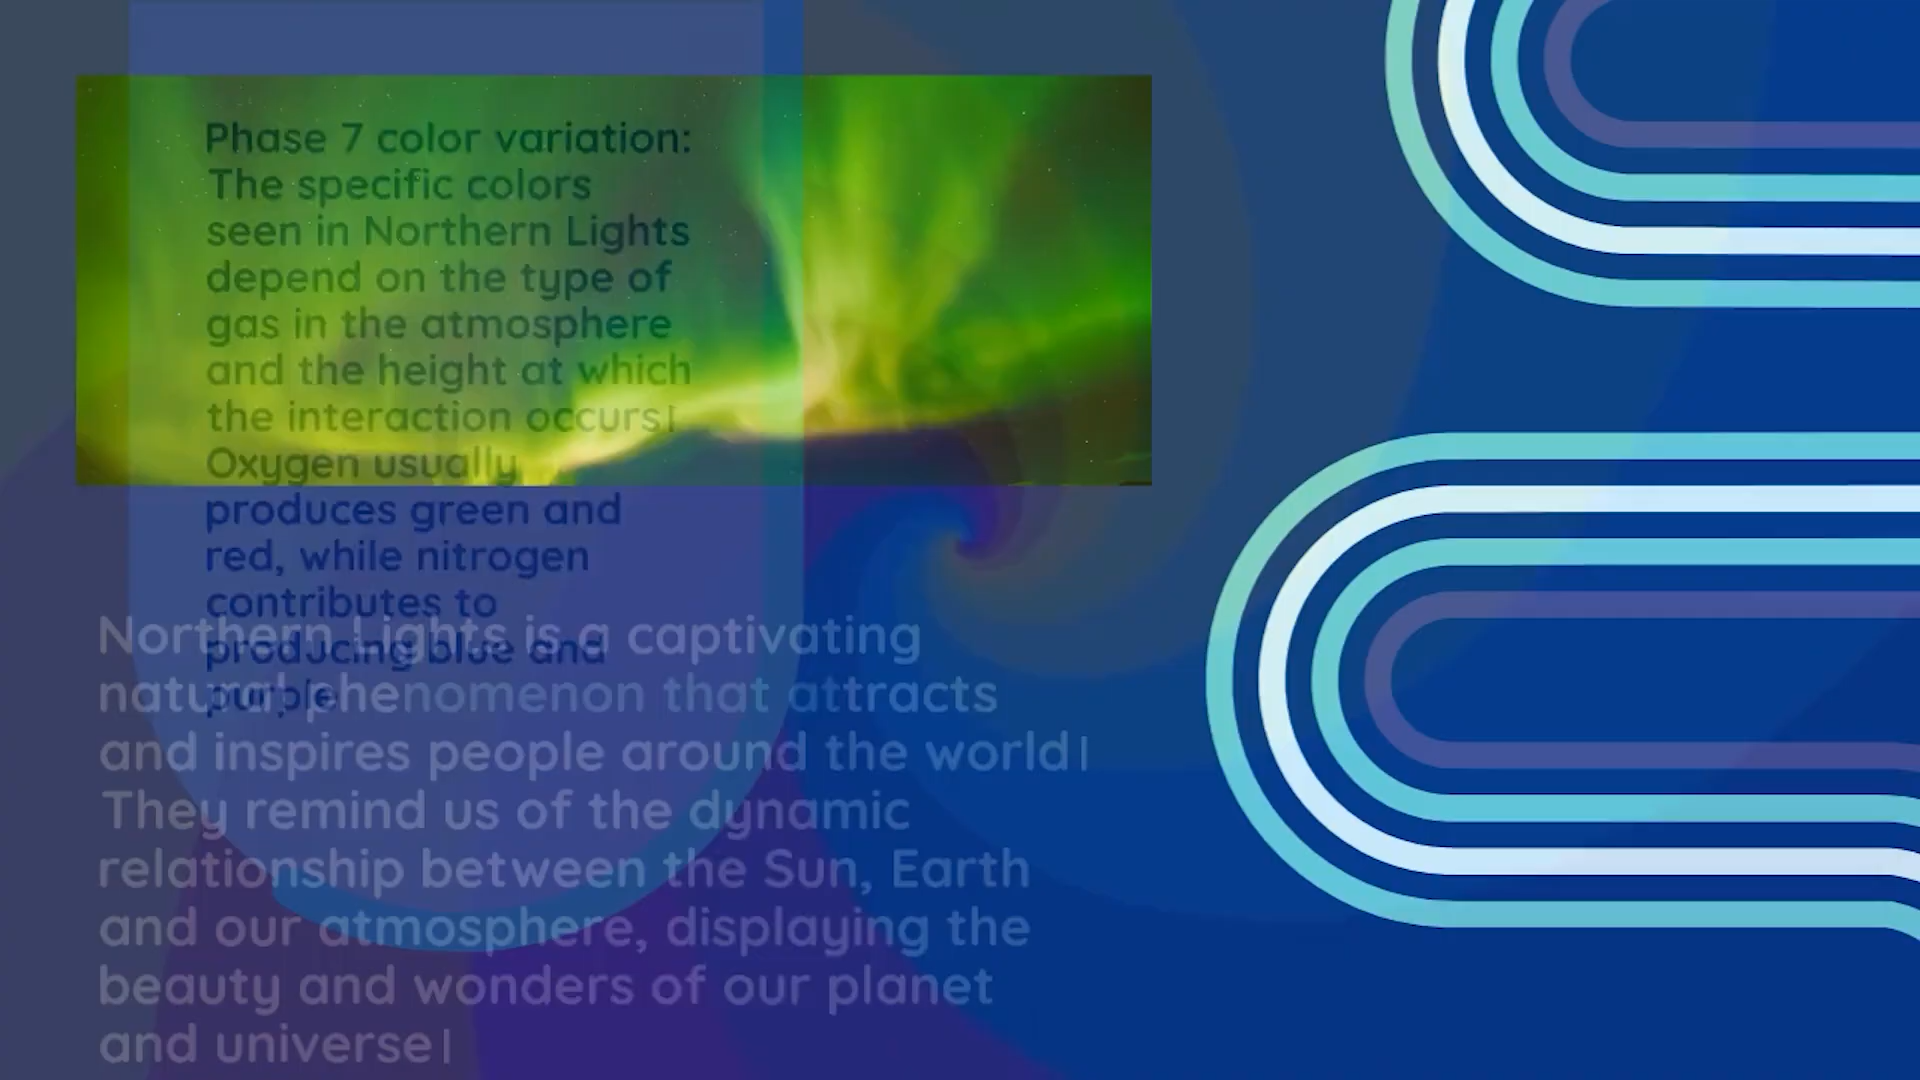 Phase 7 color variation:
The specific colors
seen in Northern Lights
depend on the type of
gas in the atmosphere
and the height at which
the interaction occurs|
Oxygen usually
produces green and
red, while nitrogen
contributes to
producing blue and
purple
Northern Lights is a captivating
natural phenomenon that attracts
and inspires people around the world|
They remind us of the dynamic
relationship between the Sun, Earth
and our atmosphere, displaying the
beauty and wonders of our planet
and universe|